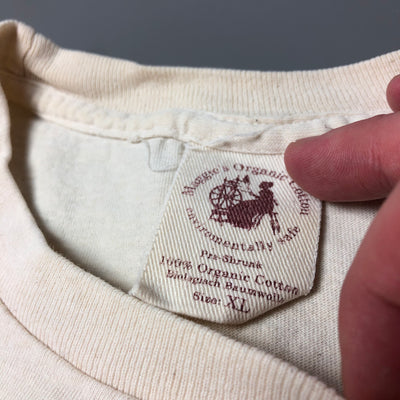 Maggie's Organic Cotton
environmentally safe
Pre-Shrunk
100% Organic Cotton
Biologisch Baumwolle
Size: XL